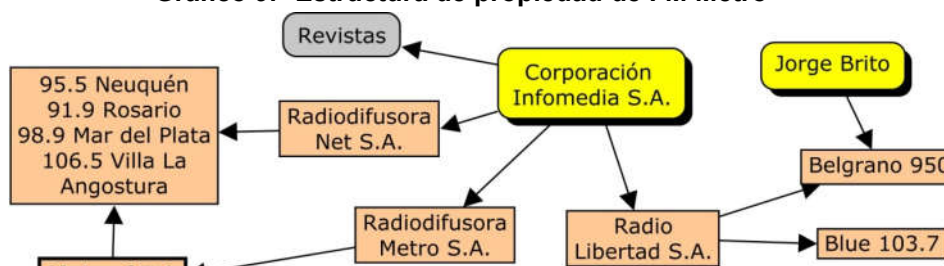 Revistas
Corporación
Infomedia S.A.
Jorge Brito
95.5 Neuquén
91.9 Rosario
98.9 Mar del Plata
106.5 Villa La
Angostura
Radiodifusora
Net S.A.
Belgrano 950
Radiodifusora
Metro S.A.
Radio
Libertad S.A.
Blue 103.7